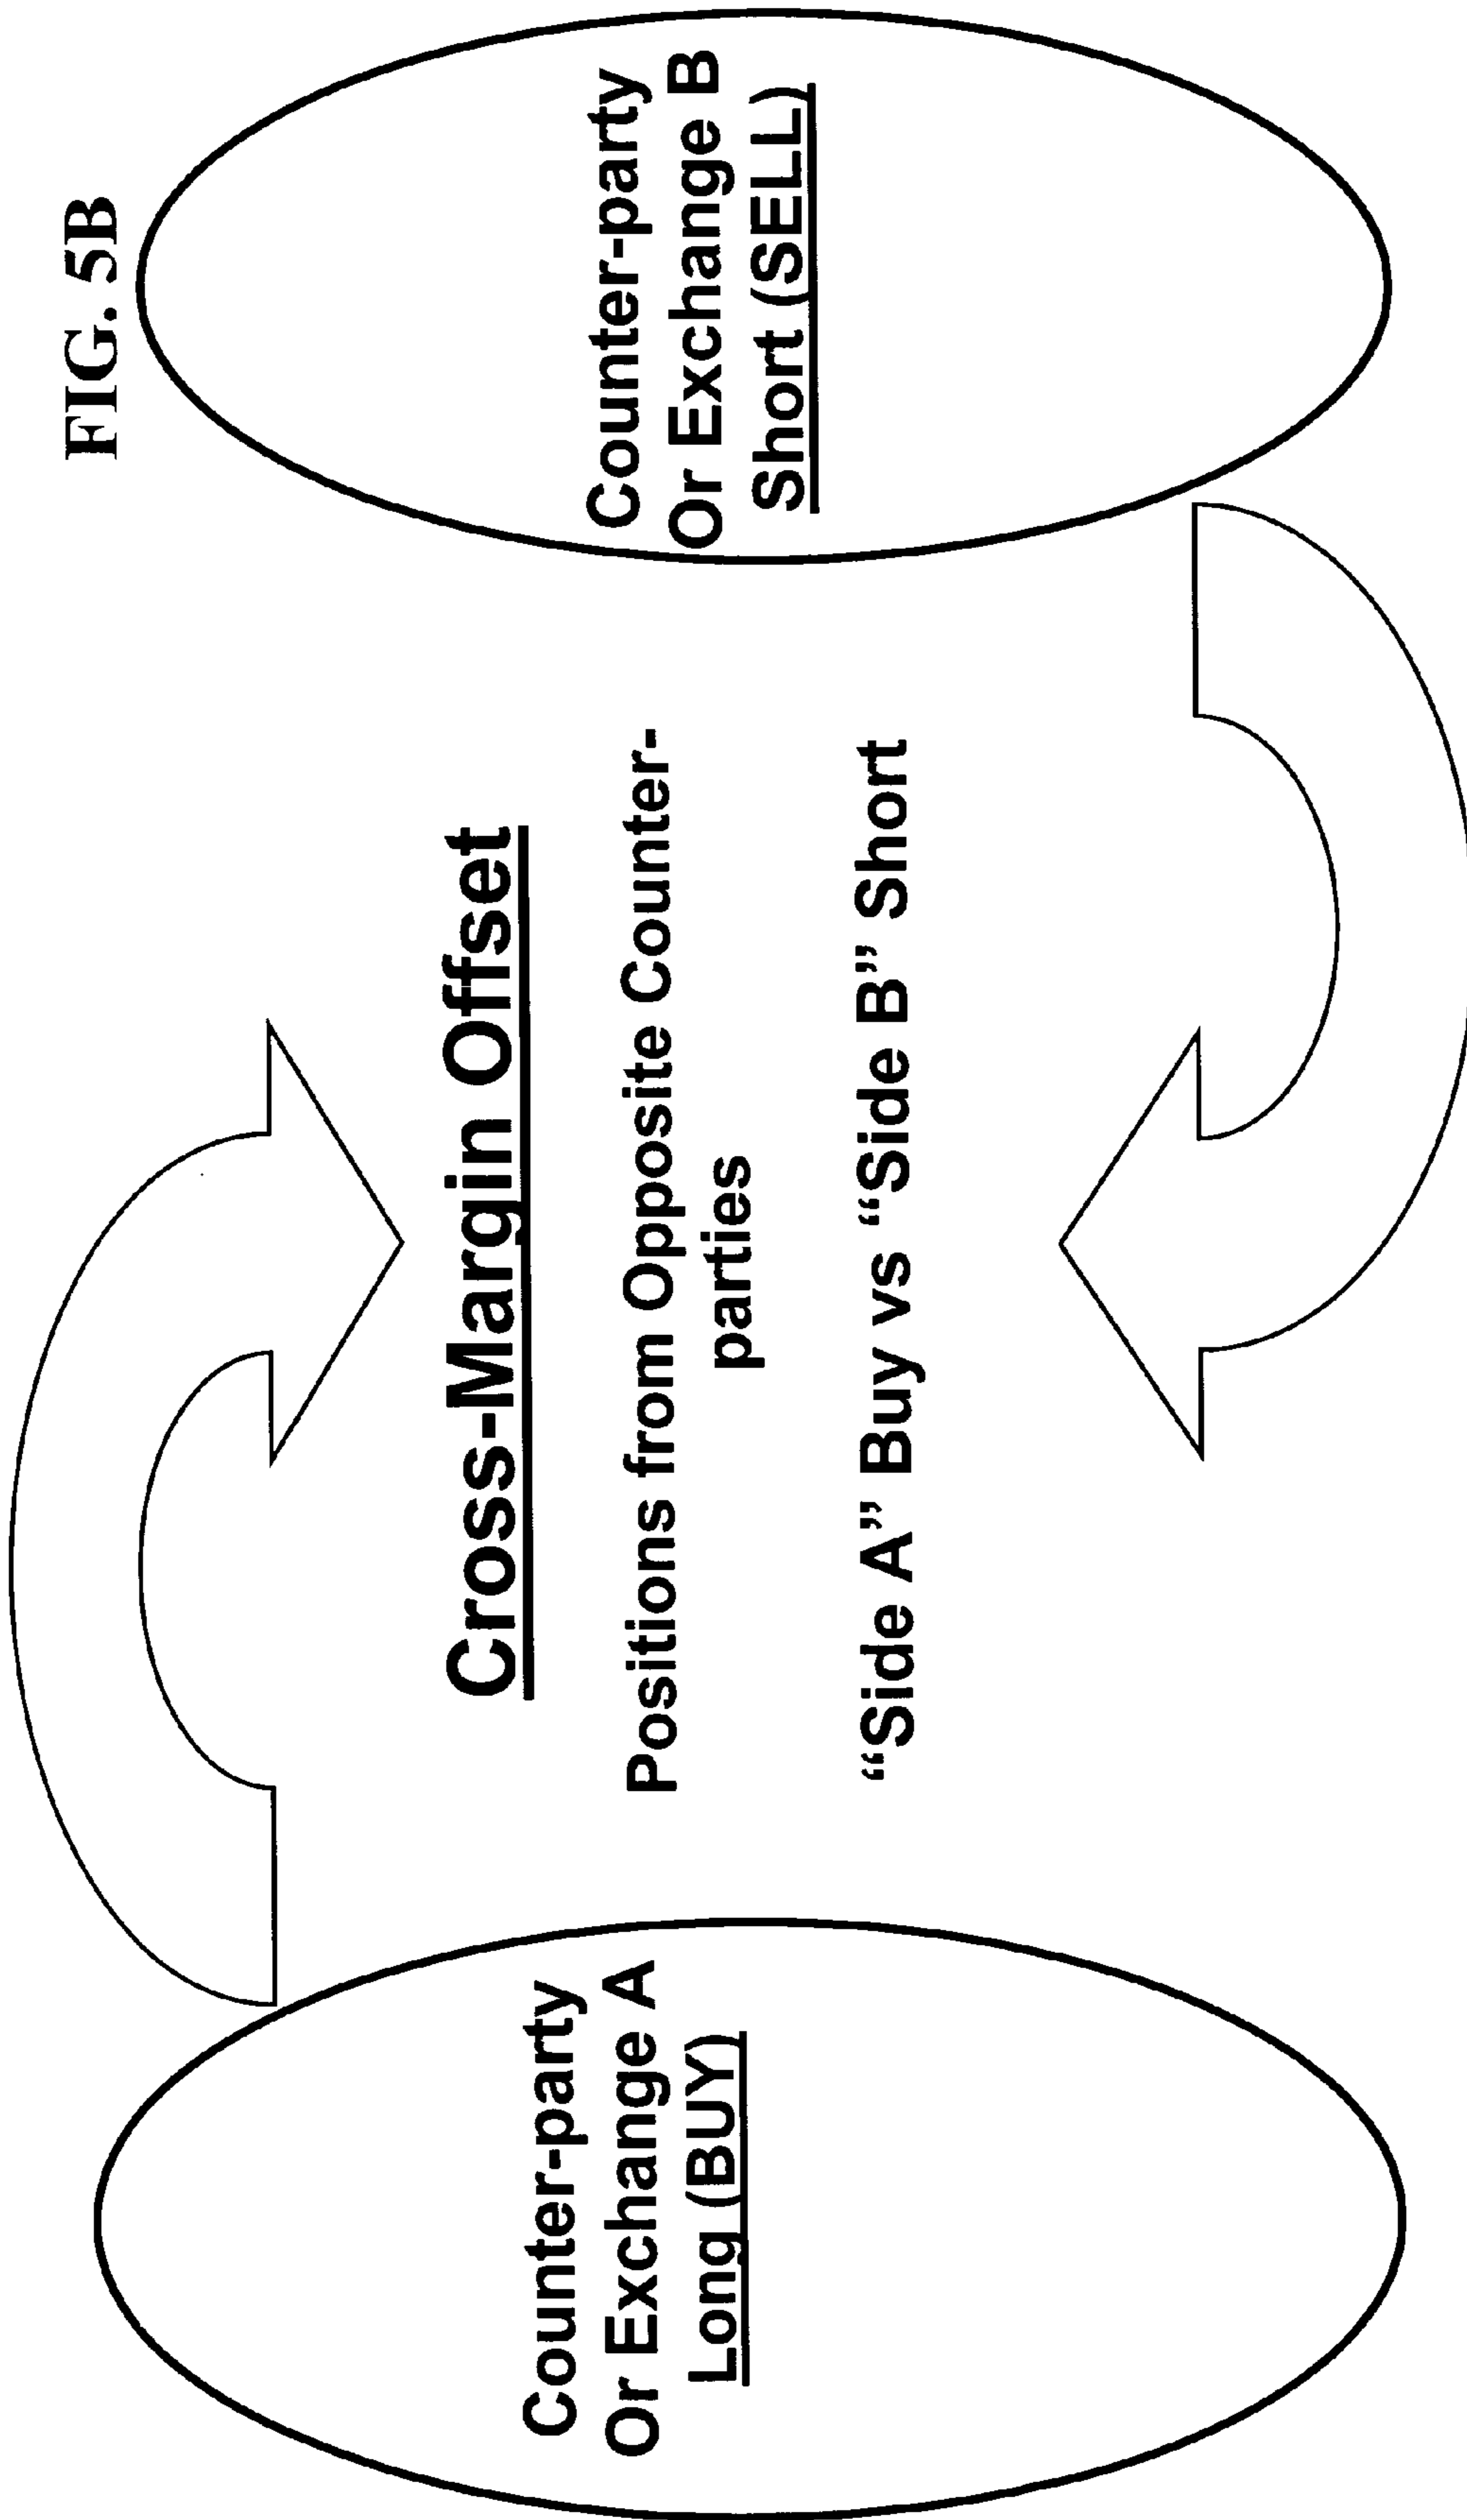 FIG. 5B
Counter-party
Or Exchange A
Long (BUY)
Cross-Margin Offset
Positions from Opposite Counter-
parties
“Side A” Buy vs “Side B” Short
Counter-party
Or Exchange B
Short (SELL)